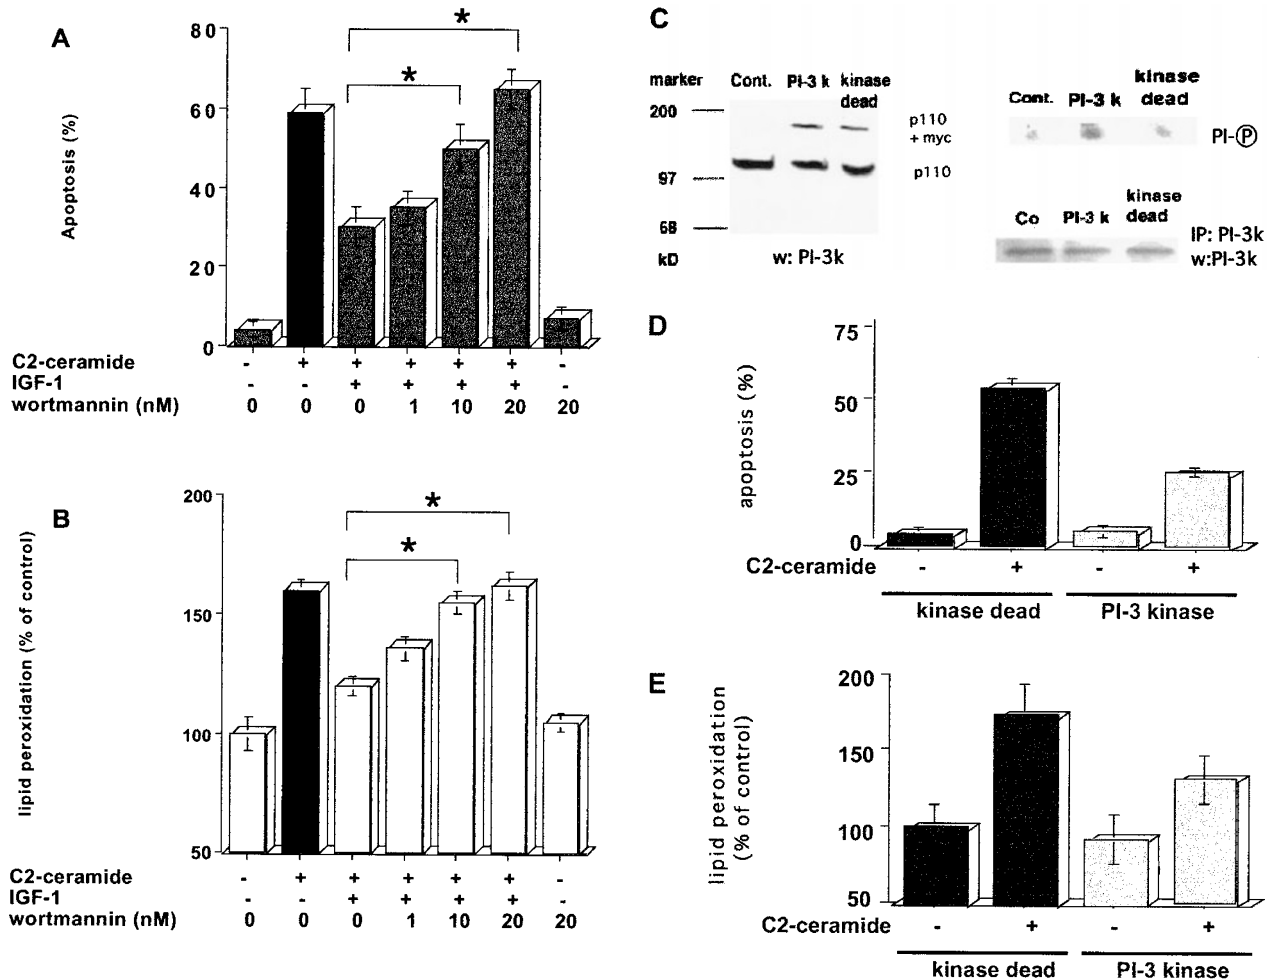 A
Apoptosis (%)
80
60
40
20
0
*
*
C2-ceramide - + + + + + -
IGF-1 - - + + + + -
wortmannin (nM) 0 0 0 1 10 20 20
B
lipid peroxidation (% of control)
200
150
100
50
*
*
C2-ceramide - + + + + + -
IGF-1 - - + + + + -
wortmannin (nM) 0 0 0 1 10 20 20
C
marker Cont. PI-3 k kinase
dead
200
97
68
kD
p110
+ myc
p110
w: PI-3k
Cont. PI-3 k kinase
dead
PI-Ⓟ
Co PI-3 k kinase
dead
IP: PI-3k
w:PI-3k
D
apoptosis (%)
75
50
25
0
C2-ceramide - + - +
kinase dead PI-3 kinase
E
lipid peroxidation
(% of control)
200
150
100
50
C2-ceramide - + - +
kinase dead PI-3 kinase